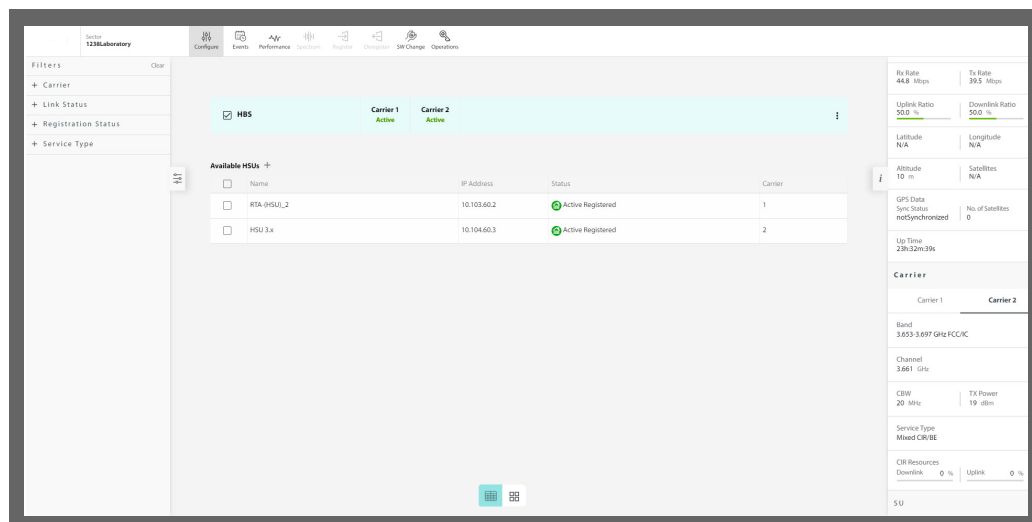 Sector
1238Laboratory
Configure Events Performance Spectrum Register Deregister SW Change Operations
Filters Clear
+ Carrier
+ Link Status
+ Registration Status
+ Service Type
HBS
Carrier 1 Carrier 2
Active Active
Available HSUs +
Name IP Address Status Carrier
RTA-(HSU)_2 10.103.60.2 Active Registered 1
HSU 3.x 10.104.60.3 Active Registered 2
i
Rx Rate Tx Rate
44.8 Mbps 39.5 Mbps
Uplink Ratio Downlink Ratio
50.0 % 50.0 %
Latitude Longitude
N/A N/A
Altitude Satellites
10 m N/A
GPS Data
Sync Status No. of Satellites
notSynchronized 0
Up Time
23h:32m:39s
Carrier
Carrier 1 Carrier 2
Band
3.653-3.697 GHz FCC/IC
Channel
3.661 GHz
CBW TX Power
20 MHz 19 dBm
Service Type
Mixed CIR/BE
CIR Resources
Downlink 0 % Uplink 0 %
SU